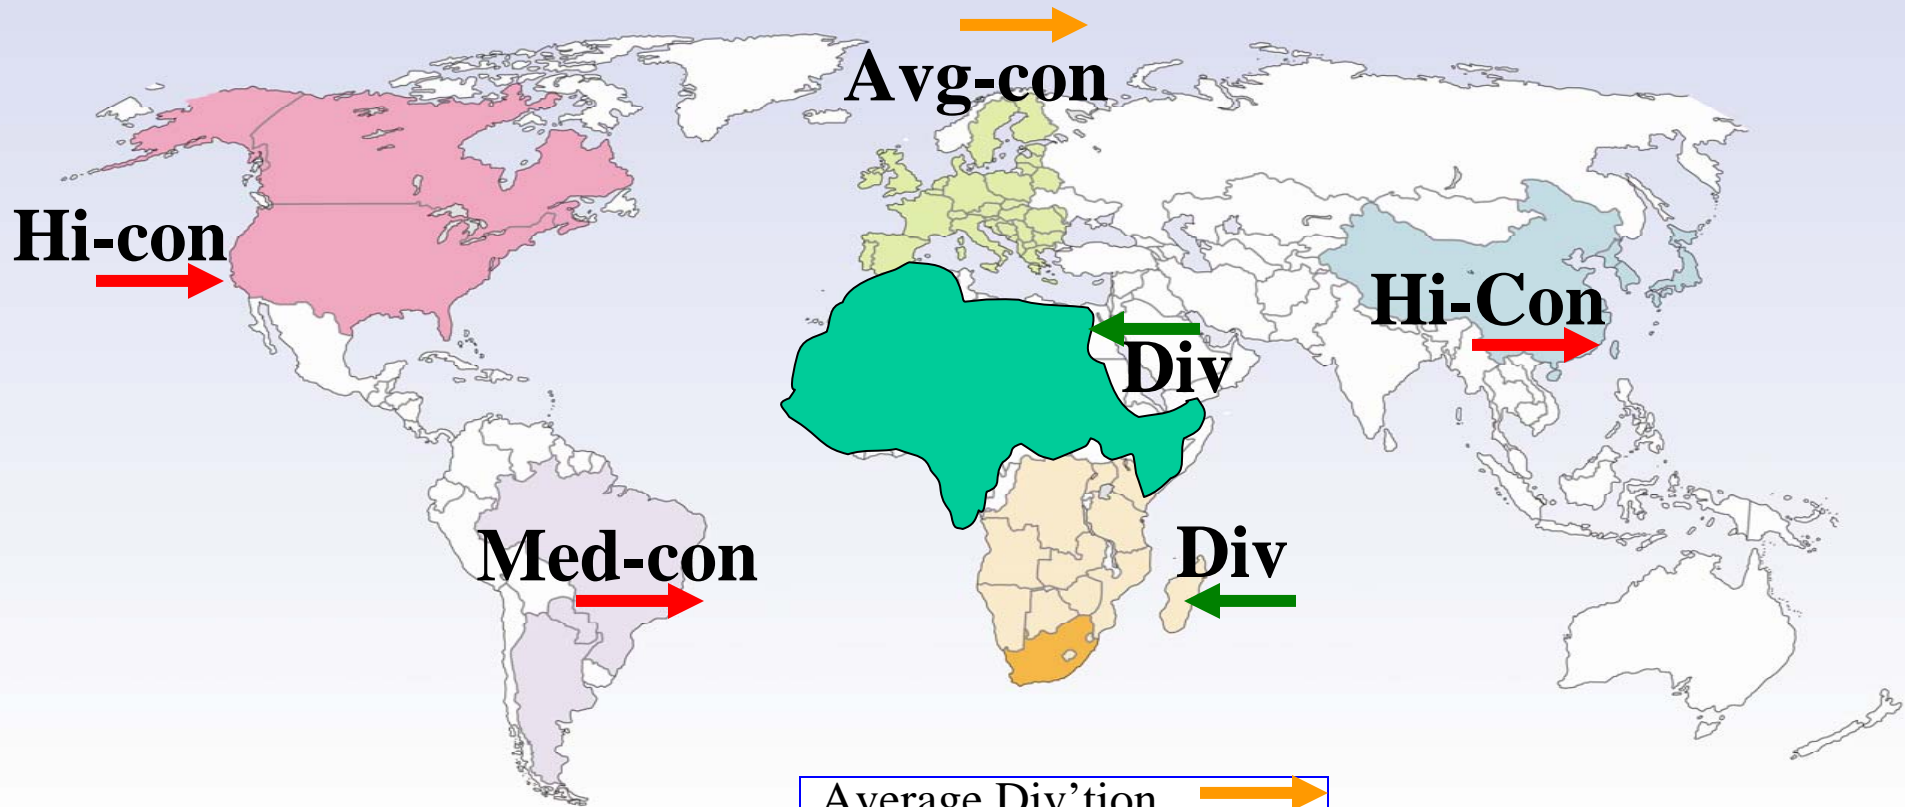 Avg-con
Hi-con
Hi-Con
Div
Med-con
Div
Average Div'tion